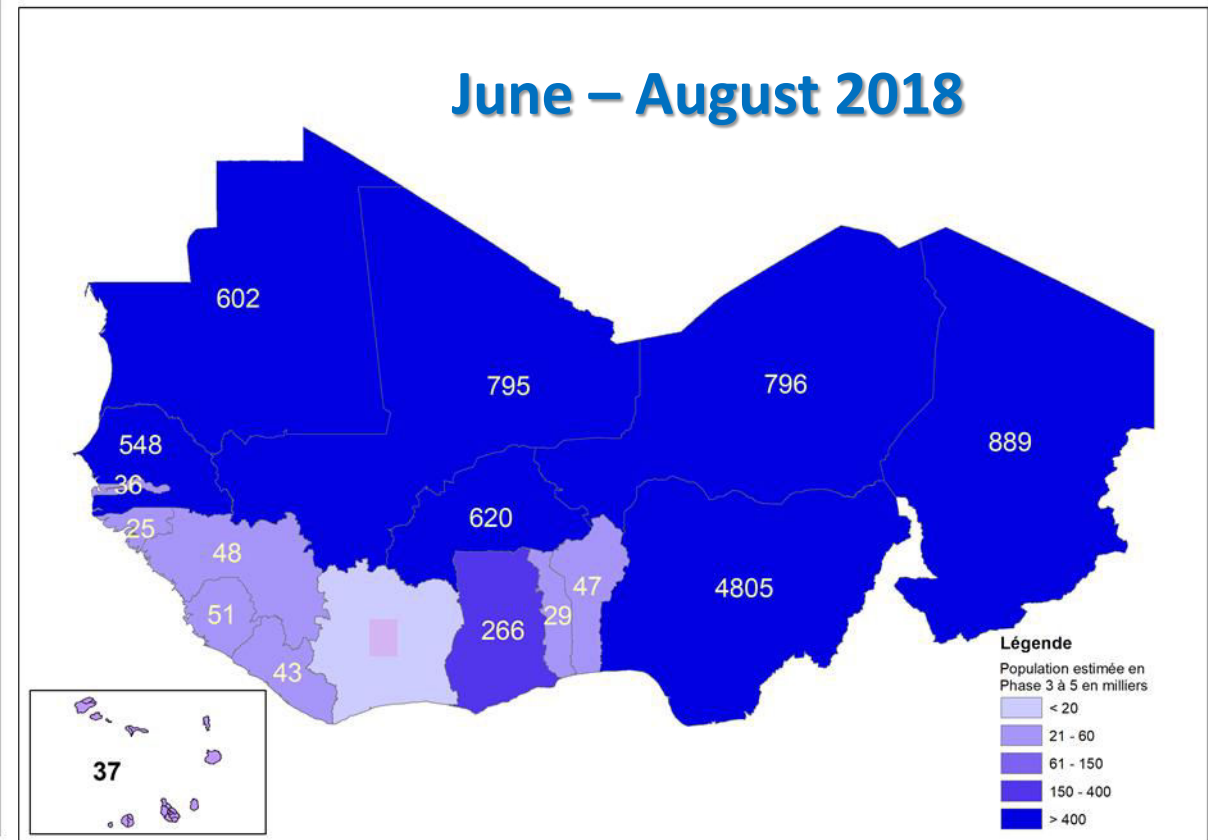 June – August 2018
602
795
796
889
548
36
25
48
620
4805
51
266
29
47
43
37
Légende
Population estimée en
Phase 3 à 5 en milliers
< 20
21 - 60
61 - 150
150 - 400
> 400